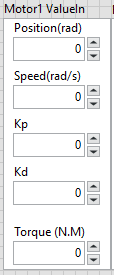 Motor1 ValueIn
Position(rad)
0
Speed(rad/s)
0
Kp
0
Kd
0
Torque (N.M)
0